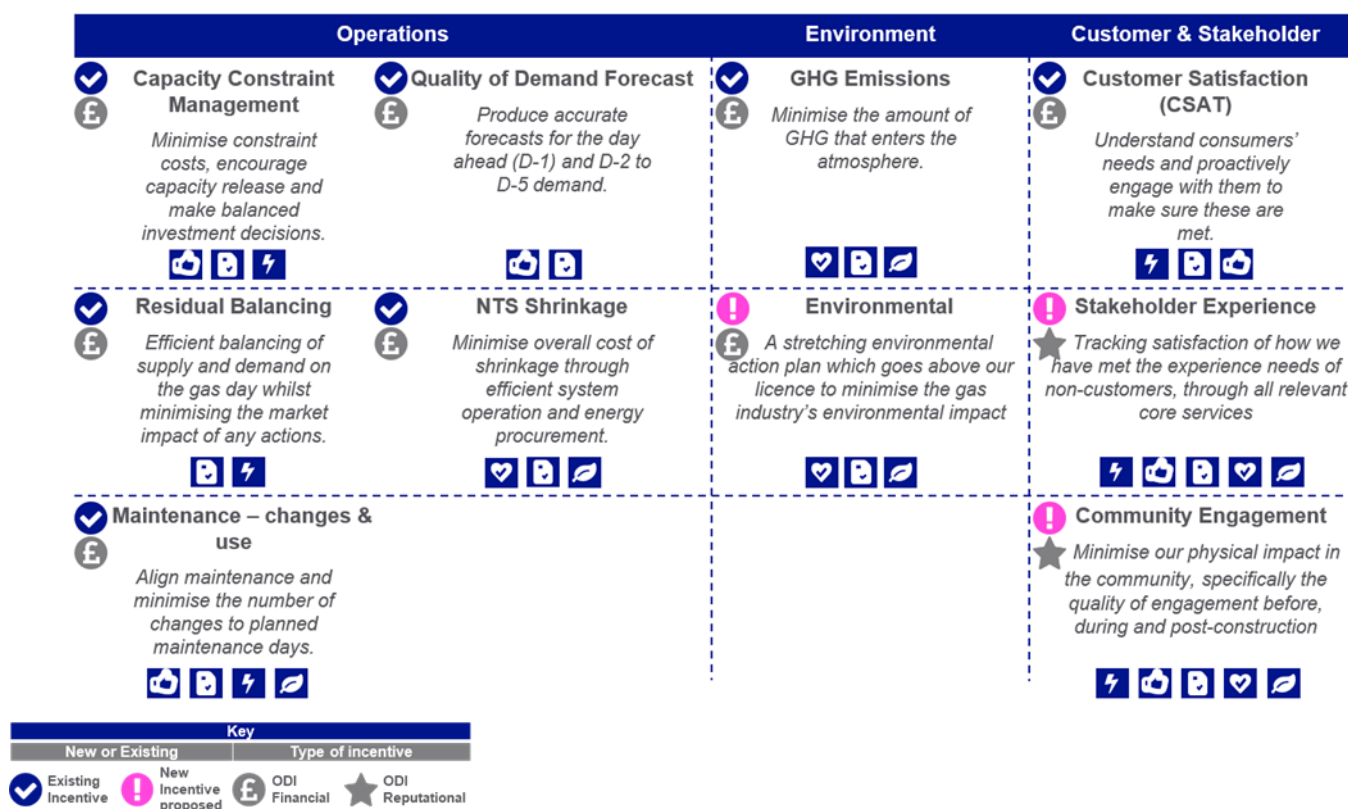 Operations
Environment
Customer & Stakeholder
Capacity Constraint
Management
Minimise constraint
costs, encourage
capacity release and
make balanced
investment decisions.
Quality of Demand Forecast
Produce accurate
forecasts for the day
ahead (D-1) and D-2 to
D-5 demand.
GHG Emissions
Minimise the amount of
GHG that enters the
atmosphere.
Customer Satisfaction
(CSAT)
Understand consumers'
needs and proactively
engage with them to
make sure these are
met.
Residual Balancing
Efficient balancing of
supply and demand on
the gas day whilst
minimising the market
impact of any actions.
NTS Shrinkage
Minimise overall cost of
shrinkage through
efficient system
operation and energy
procurement.
Environmental
A stretching environmental
action plan which goes above our
licence to minimise the gas
industry's environmental impact
Stakeholder Experience
Tracking satisfaction of how we
have met the experience needs of
non-customers, through all relevant
core services
Maintenance – changes &
use
Align maintenance and
minimise the number of
changes to planned
maintenance days.
Community Engagement
Minimise our physical impact in
the community, specifically the
quality of engagement before,
during and post-construction
Key
New or Existing
Type of incentive
Existing
Incentive
New
Incentive
proposed
£
ODI
Financial
ODI
Reputational